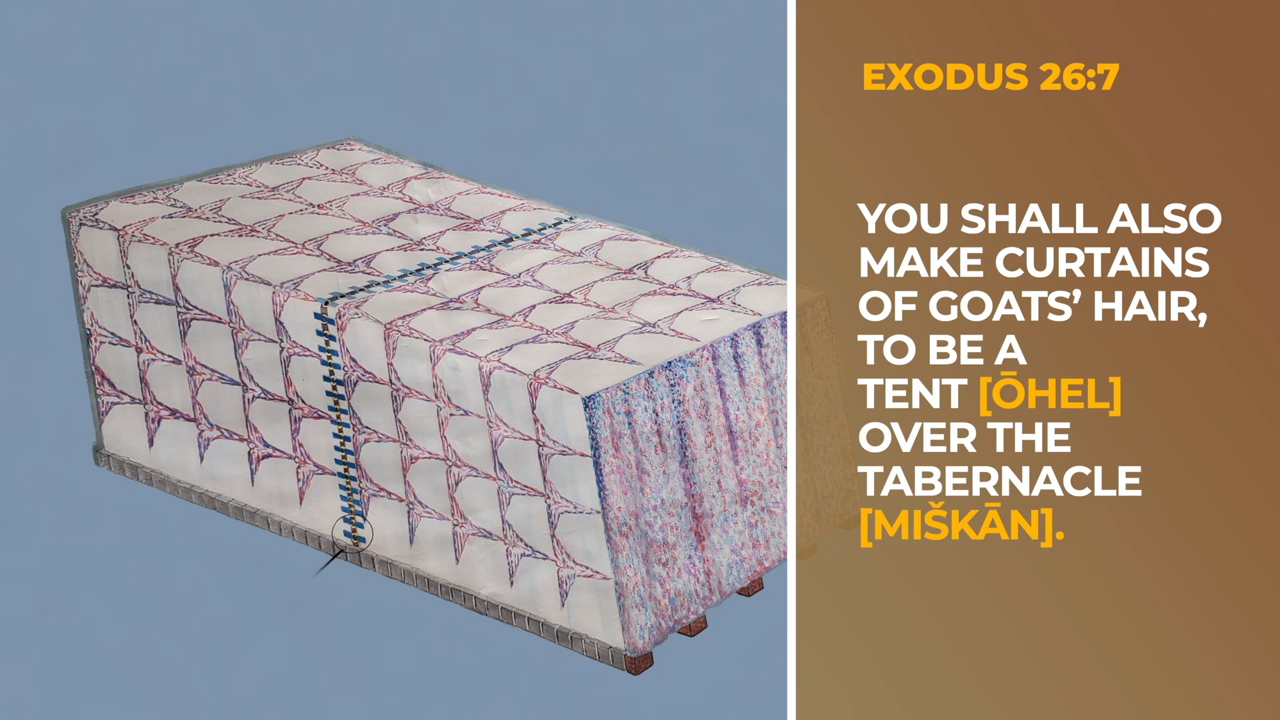 EXODUS 26:7
YOU SHALL ALSO
MAKE CURTAINS
OF GOATS’ HAIR,
TO BE A
TENT [ŌHEL]
OVER THE
TABERNACLE
[MIŠKĀN].